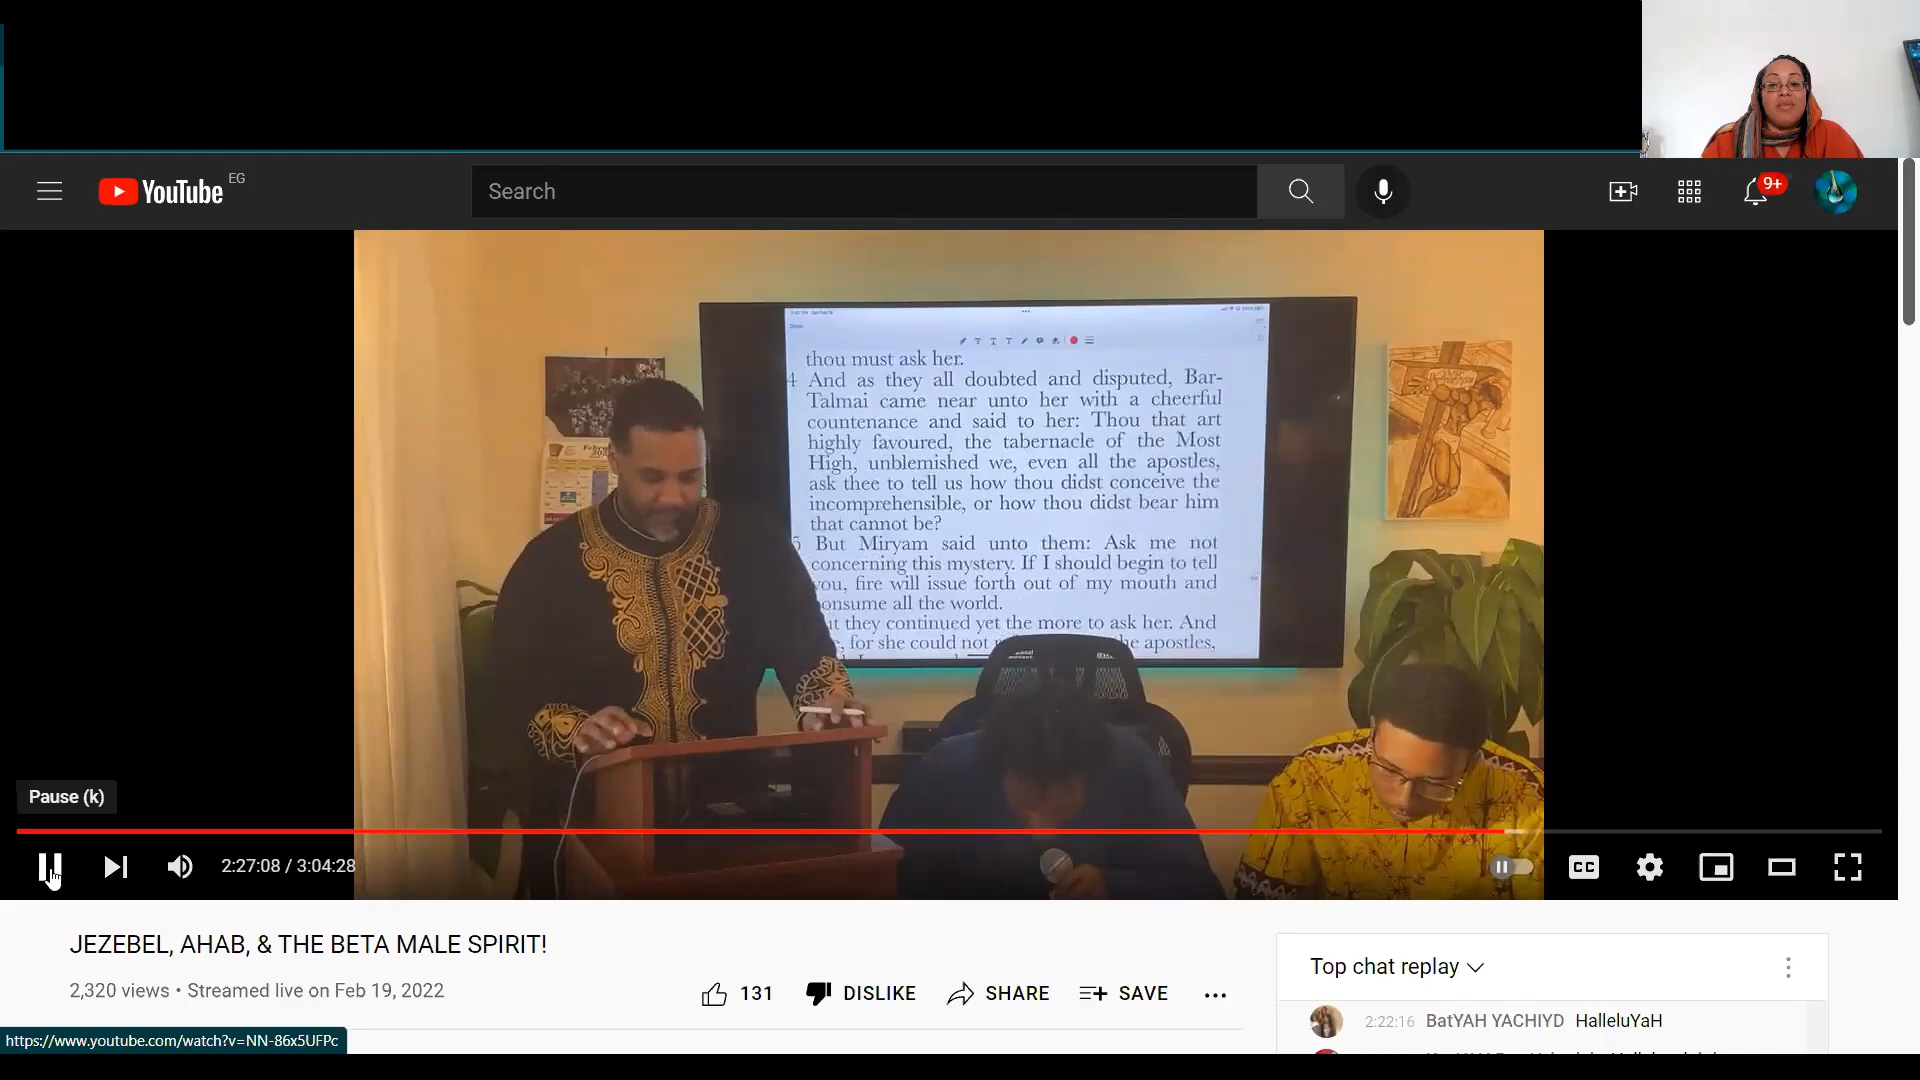 YouTube EG
Search
9+
thou must ask her.
4 And as they all doubted and disputed, Bar-
Talmai came near unto her with a cheerful
countenance and said to her: Thou that art
highly favoured, the tabernacle of the Most
High, unblemished we, even all the apostles,
ask thee to tell us how thou didst conceive the
incomprehensible, or how thou didst bear him
that cannot be?
5 But Miryam said unto them: Ask me not
concerning this mystery. If I should begin to tell
you, fire will issue forth out of my mouth and
consume all the world.
they continued yet the more to ask her. And
for she could not the apostles,
Pause (k)
2:27:08 / 3:04:28
CC
JEZEBEL, AHAB, & THE BETA MALE SPIRIT!
2,320 views • Streamed live on Feb 19, 2022
131 DISLIKE SHARE SAVE
Top chat replay
2:22:16 BatYAH YACHIYD HalleluYaH
https://www.youtube.com/watch?v=NN-86x5UFPc